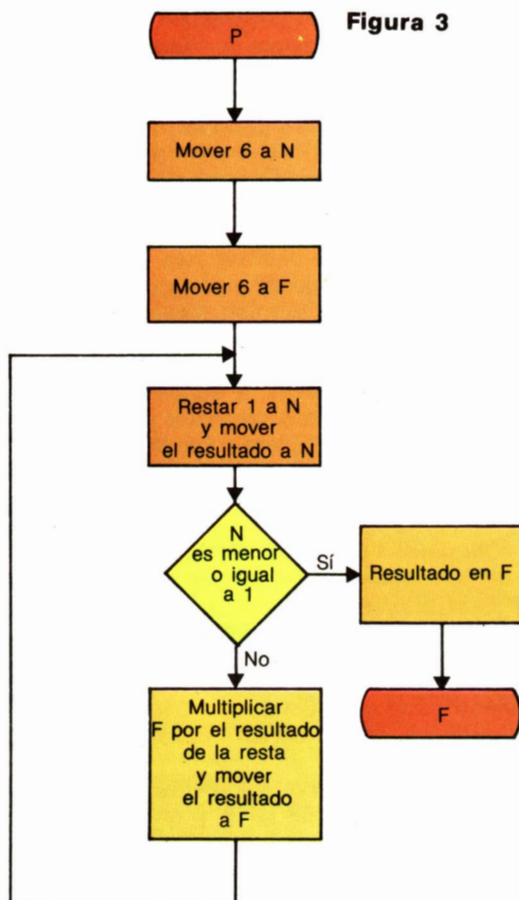 Figura 3
P
Mover 6 a N
Mover 6 a F
Restar 1 a N
y mover
el resultado a N
N
es menor
o igual
a 1
Sí
Resultado en F
No
F
Multiplicar
F por el resultado
de la resta
y mover
el resultado
a F